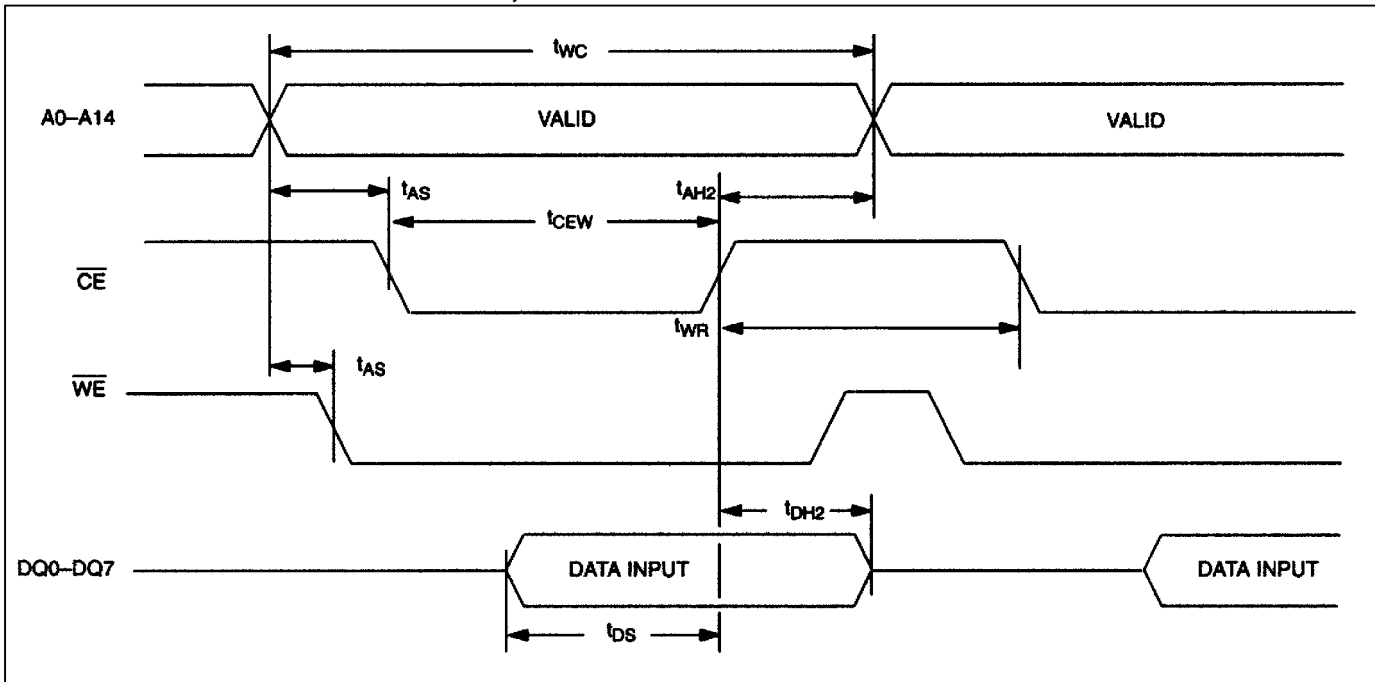 tWC
A0–A14
VALID
VALID
tAS
tAH2
tCEW
CE
tWR
tAS
WE
tDH2
DQ0–DQ7
DATA INPUT
DATA INPUT
tDS